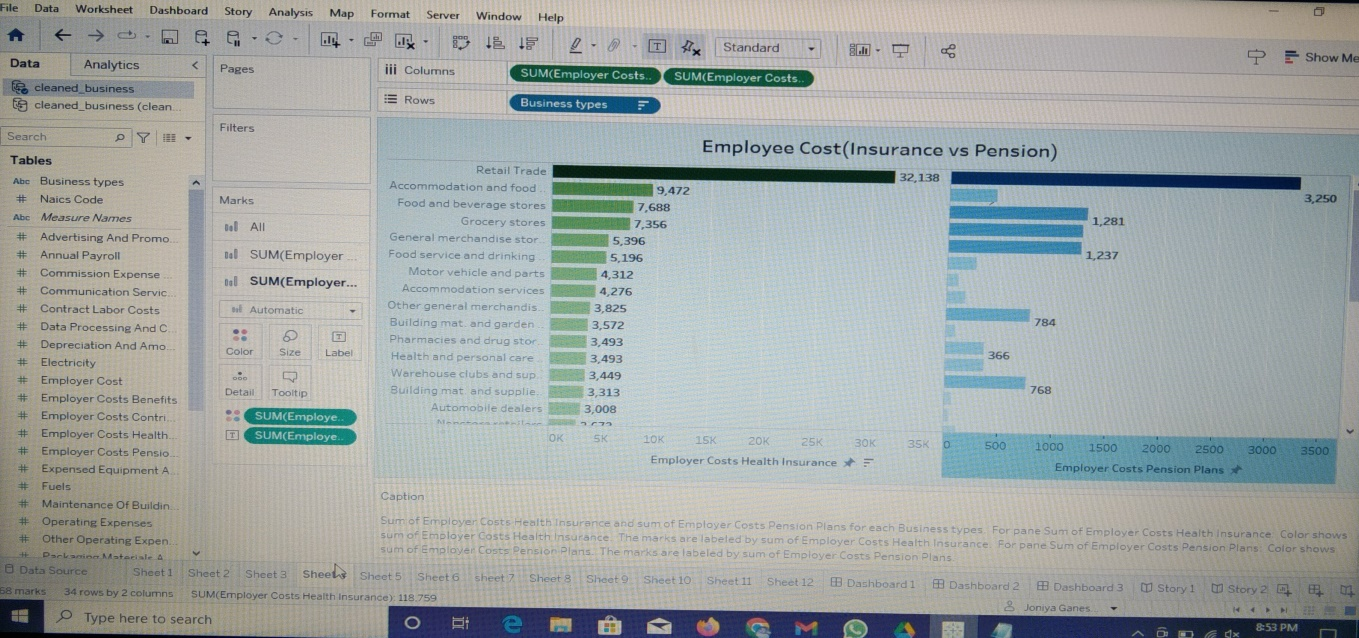 File Data Worksheet Dashboard Story Analysis Map Format Server Window Help
Standard
Show Me
Data Analytics
cleaned_business
cleaned_business (clean...
Search
Tables
Abc Business types
# Naics Code
Abc Measure Names
# Advertising And Promo...
# Annual Payroll
# Commission Expense ...
# Communication Servic...
# Contract Labor Costs
# Data Processing And C...
# Depreciation And Amo...
# Electricity
# Employer Cost
# Employer Costs Benefits
# Employer Costs Contri...
# Employer Costs Health...
# Employer Costs Pensio...
# Expensed Equipment A...
# Fuels
# Maintenance Of Buildin...
# Operating Expenses
# Other Operating Expen...
# Packaging Materials A...
Pages
Filters
Marks
All
SUM(Employer ...
SUM(Employer...
Automatic
Color Size Label
Detail Tooltip
SUM(Employe..
SUM(Employe..
iii Columns SUM(Employer Costs.. SUM(Employer Costs..
Rows Business types
Employee Cost(Insurance vs Pension)
Retail Trade 32,138 3,250
Accommodation and food .. 9,472
Food and beverage stores 7,688 1,281
Grocery stores 7,356
General merchandise stor.. 5,396 1,237
Food service and drinking .. 5,196
Motor vehicle and parts 4,312
Accommodation services 4,276
Other general merchandis.. 3,825 784
Building mat. and garden .. 3,572
Pharmacies and drug stor.. 3,493
Health and personal care .. 3,493 366
Warehouse clubs and sup.. 3,449
Building mat. and supplie.. 3,313 768
Automobile dealers 3,008
0K 5K 10K 15K 20K 25K 30K 35K 0 500 1000 1500 2000 2500 3000 3500
Employer Costs Health Insurance Employer Costs Pension Plans
Caption
Sum of Employer Costs Health Insurance and sum of Employer Costs Pension Plans for each Business types. For pane Sum of Employer Costs Health Insurance: Color shows
sum of Employer Costs Health Insurance. The marks are labeled by sum of Employer Costs Health Insurance. For pane Sum of Employer Costs Pension Plans: Color shows
sum of Employer Costs Pension Plans. The marks are labeled by sum of Employer Costs Pension Plans.
Data Source Sheet 1 Sheet 2 Sheet 3 Sheet 5 Sheet 6 sheet 7 Sheet 8 Sheet 9 Sheet 10 Sheet 11 Sheet 12 Dashboard 1 Dashboard 2 Dashboard 3 Story 1 Story 2
68 marks 34 rows by 2 columns SUM(Employer Costs Health Insurance): 118,759 Joniya Ganes...
Type here to search
8:53 PM